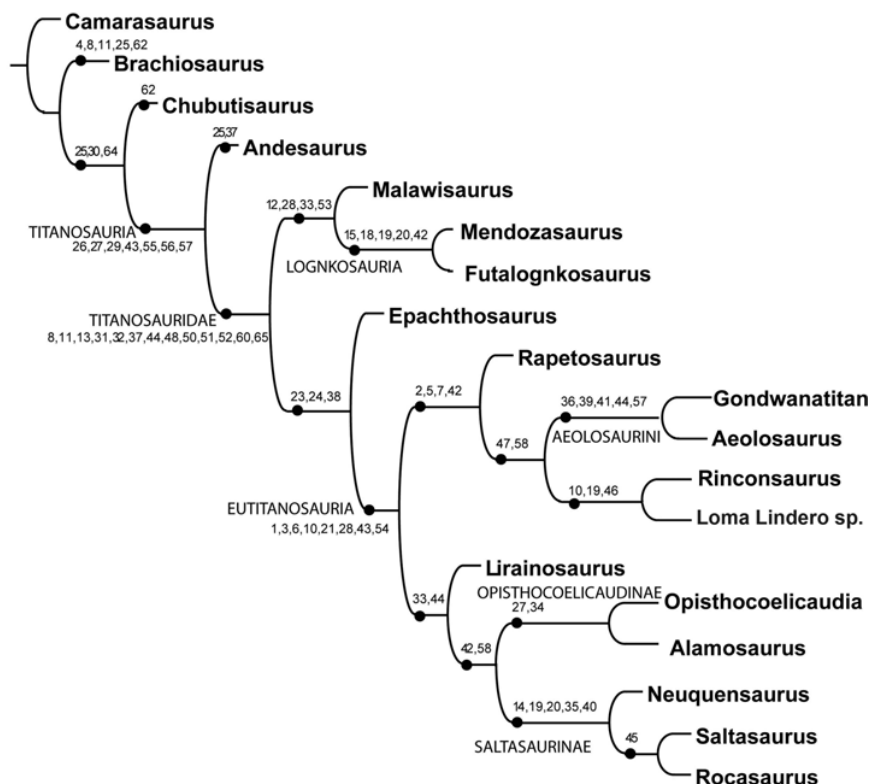 Camarasaurus
4,8,11,25,62
Brachiosaurus
62
Chubutisaurus
25,37
Andesaurus
25,30,64
Malawisaurus
12,28,33,53
TITANOSAURIA
26,27,29,43,55,56,57
15,18,19,20,42
Mendozasaurus
LOGNKOSAURIA
Futalognkosaurus
TITANOSAURIDAE
8,11,13,31,32,37,44,48,50,51,52,60,65
Epachthosaurus
Rapetosaurus
23,24,38
2,5,7,42
36,39,41,44,57
Gondwanatitan
AEOLOSAURINI
Aeolosaurus
47,58
Rinconsaurus
10,19,46
Loma Lindero sp.
EUTITANOSAURIA
1,3,6,10,21,28,43,54
Lirainosaurus
OPISTHOCOELICAUDINAE
33,44
27,34
Opisthocoelicaudia
Alamosaurus
42,58
Neuquensaurus
14,19,20,35,40
SALTASAURINAE
45
Saltasaurus
Rocasaurus